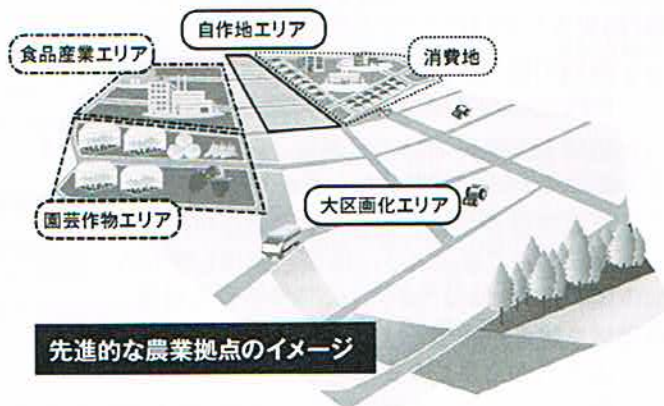 自作地エリア
食品産業エリア
消費地
園芸作物エリア
大区画化エリア
先進的な農業拠点のイメージ